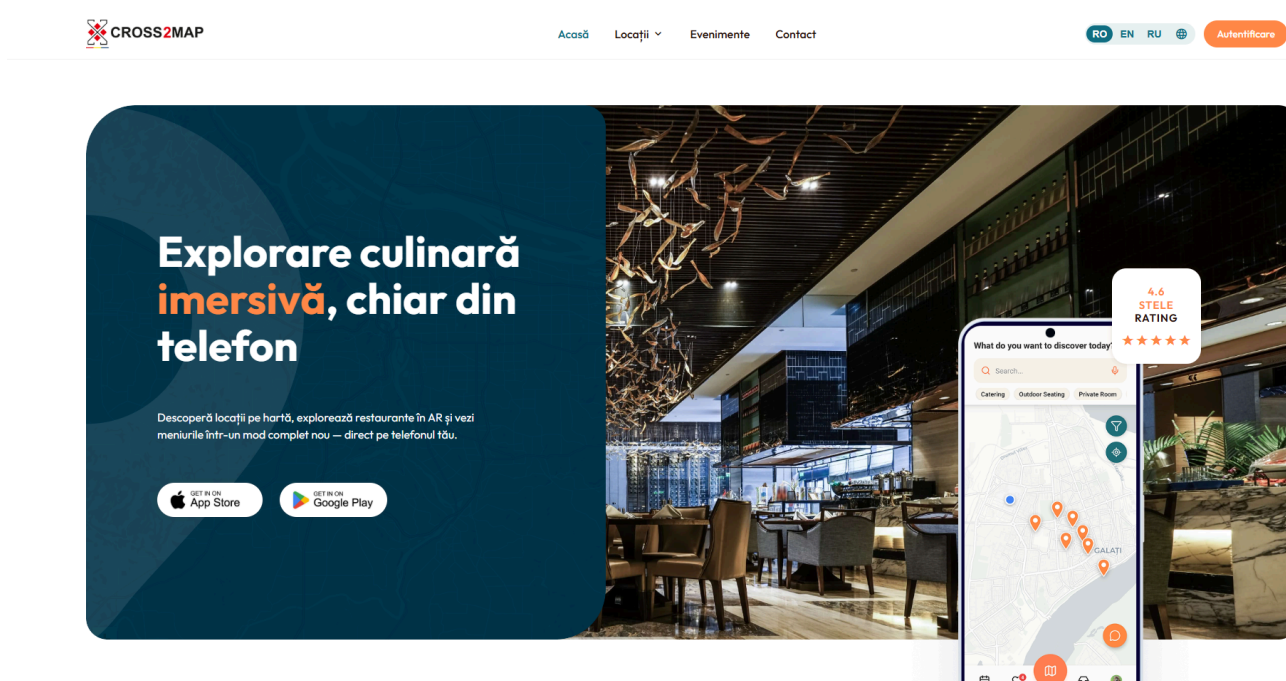 CROSS2MAP
Acasă
Locații
Evenimente
Contact
RO EN RU
Autentificare
Explorare culinară
imersivă, chiar din
telefon
Descoperă locații pe hartă, explorează restaurante în AR și vezi
meniurile într-un mod complet nou — direct pe telefonul tău.
GET IN ON
App Store
GET IN ON
Google Play
4.6
STELE
RATING
What do you want to discover today?
Search...
Catering
Outdoor Seating
Private Room
GALAȚI